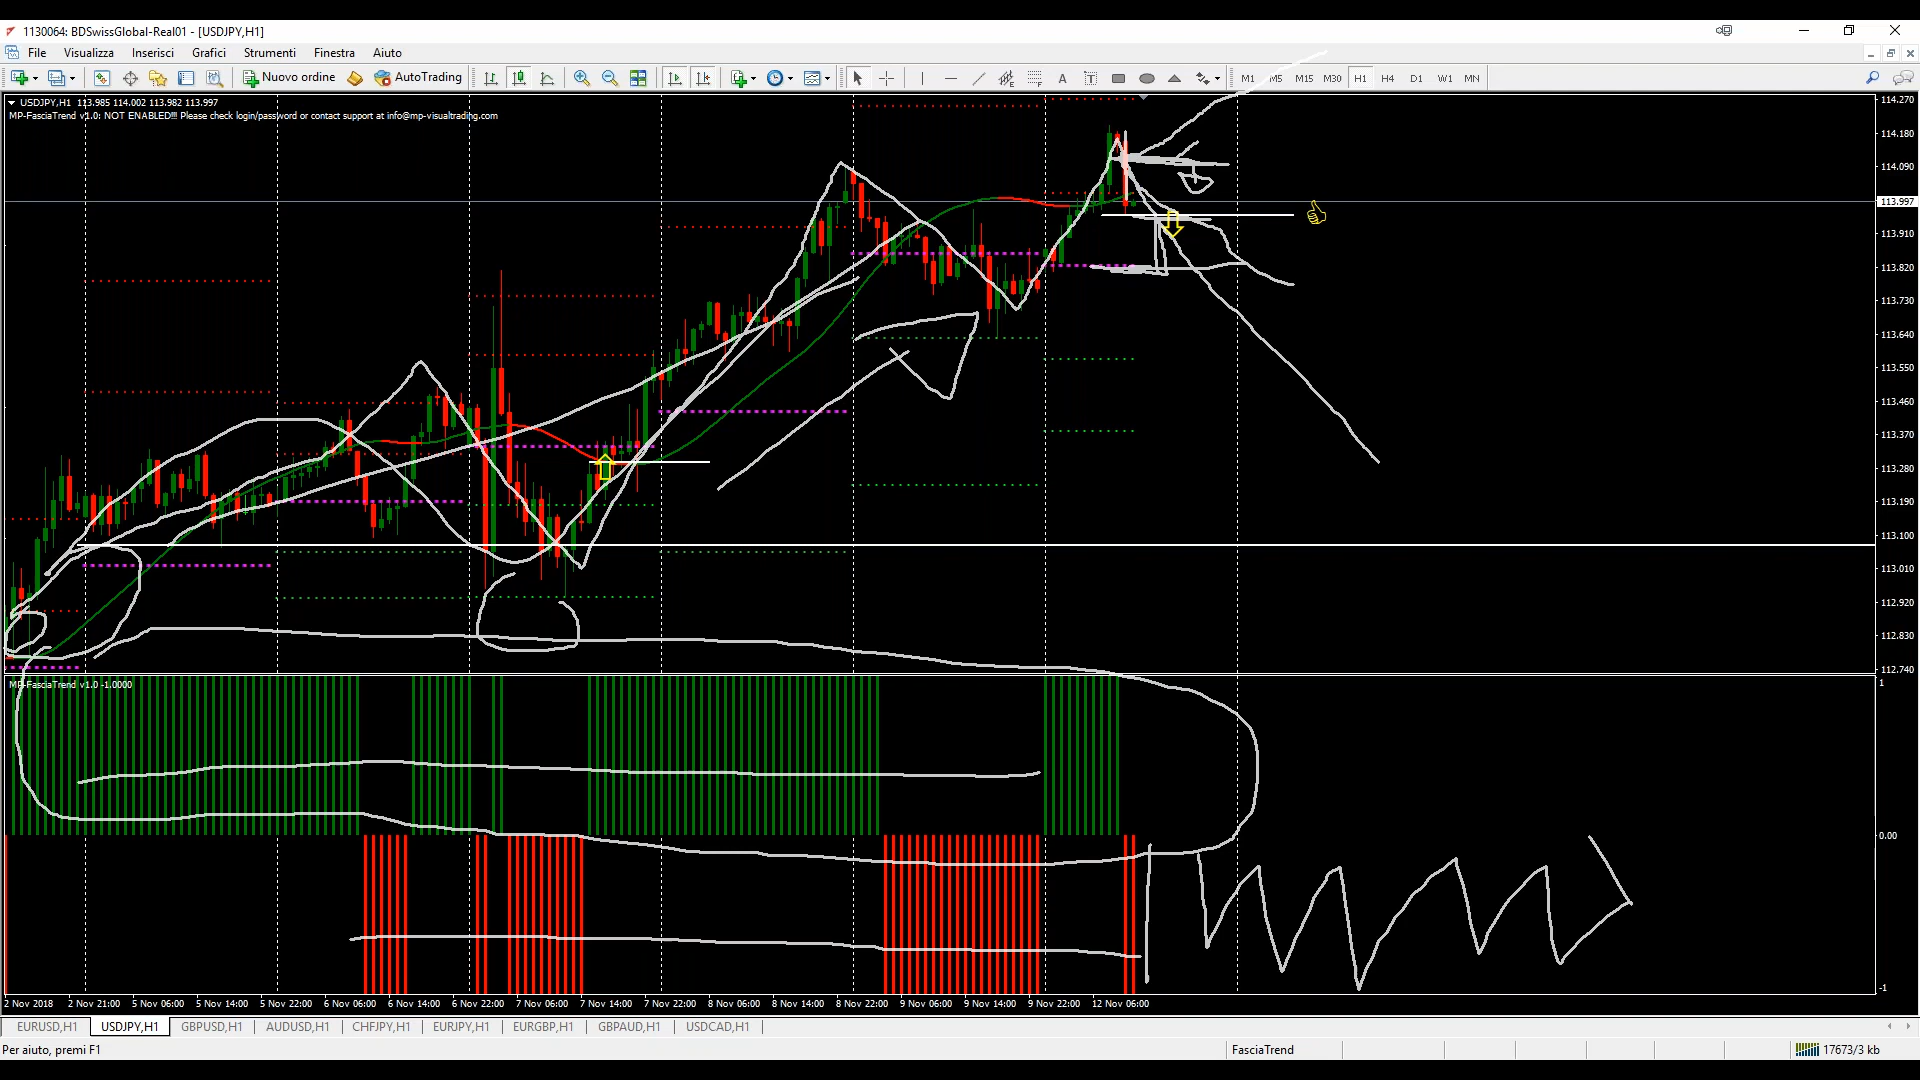 1130064: BDSwissGlobal-Real01 - [USDJPY,H1]
File Visualizza Inserisci Grafici Strumenti Finestra Aiuto
Nuovo ordine AutoTrading A T M1 M5 M15 M30 H1 H4 D1 W1 MN
USDJPY,H1 113.985 114.002 113.982 113.997
MP-FasciaTrend v1.0: NOT ENABLED!!! Please check login/password or contact support at info@mp-visualtrading.com
114.270
114.180
114.090
113.997
113.910
113.820
113.730
113.640
113.550
113.460
113.370
113.280
113.190
113.100
113.010
112.920
112.830
112.740
MP-FasciaTrend v1.0 -1.0000
1
0.00
-1
2 Nov 2018 2 Nov 21:00 5 Nov 06:00 5 Nov 14:00 5 Nov 22:00 6 Nov 06:00 6 Nov 14:00 6 Nov 22:00 7 Nov 06:00 7 Nov 14:00 7 Nov 22:00 8 Nov 06:00 8 Nov 14:00 8 Nov 22:00 9 Nov 06:00 9 Nov 14:00 9 Nov 22:00 12 Nov 06:00
EURUSD,H1 USDJPY,H1 GBPUSD,H1 AUDUSD,H1 CHFJPY,H1 EURJPY,H1 EURGBP,H1 GBPAUD,H1 USDCAD,H1
Per aiuto, premi F1 FasciaTrend 17673/3 kb